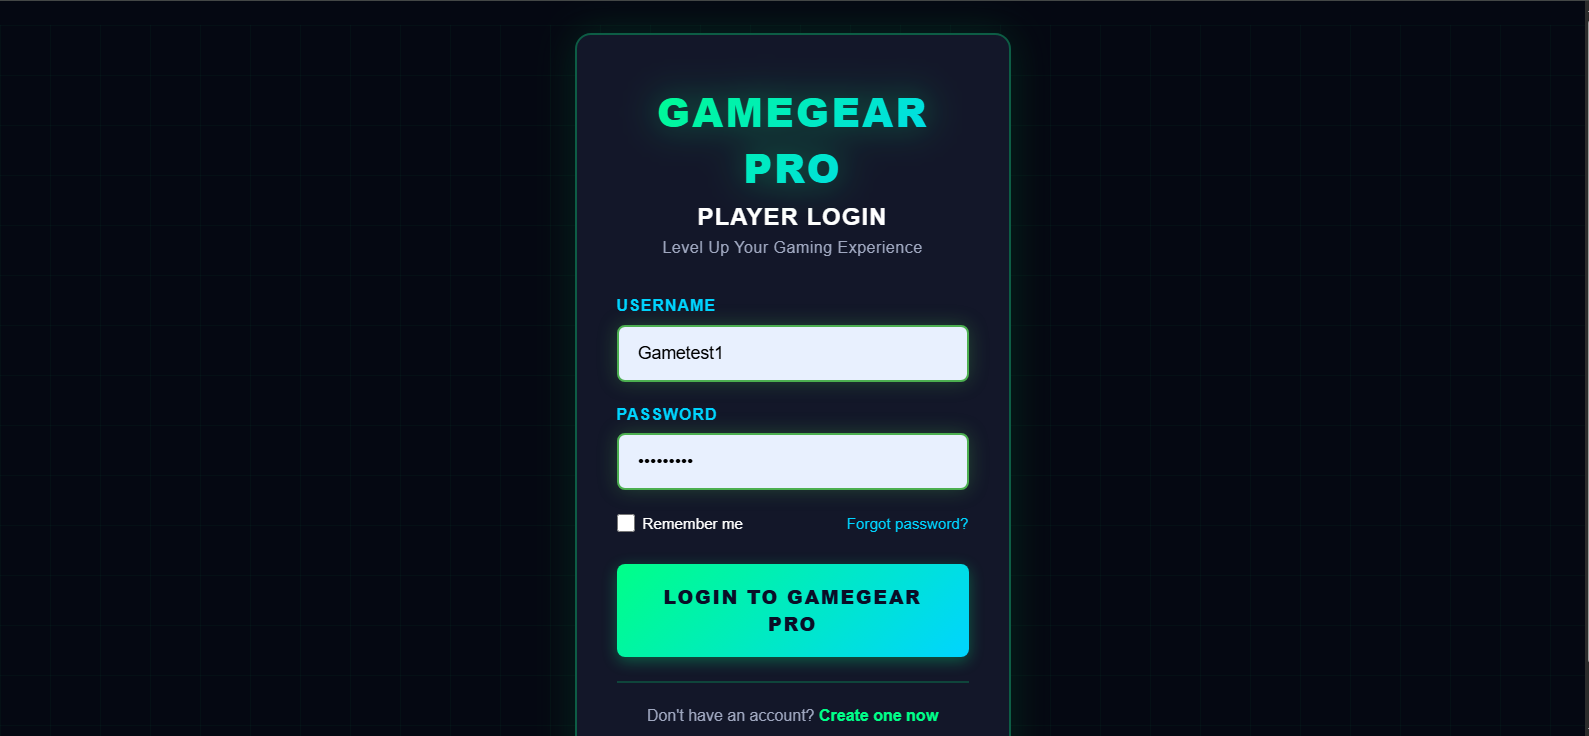 GAMEGEAR
PRO
PLAYER LOGIN
Level Up Your Gaming Experience
USERNAME
Gametest1
PASSWORD
•••••••••
Remember me
Forgot password?
LOGIN TO GAMEGEAR
PRO
Don't have an account? Create one now